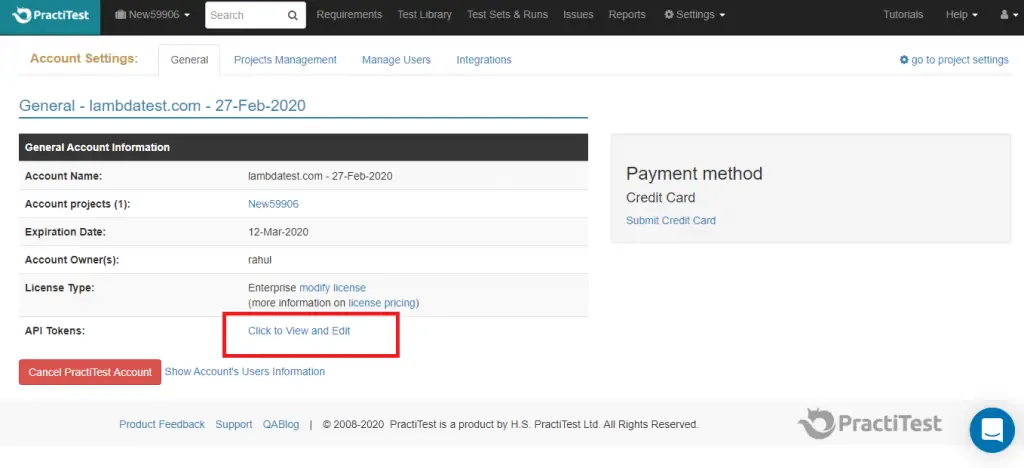 PractiTest New59906 Search Requirements Test Library Test Sets & Runs Issues Reports Settings Tutorials Help
Account Settings: General Projects Management Manage Users Integrations go to project settings
General - lambdatest.com - 27-Feb-2020
General Account Information
Account Name: lambdatest.com - 27-Feb-2020
Account projects (1): New59906
Expiration Date: 12-Mar-2020
Account Owner(s): rahul
License Type: Enterprise modify license
(more information on license pricing)
API Tokens: Click to View and Edit
Cancel PractiTest Account Show Account's Users Information
Payment method
Credit Card
Submit Credit Card
Product Feedback Support QABlog | © 2008-2020 PractiTest is a product by H.S. PractiTest Ltd. All Rights Reserved.
PractiTest